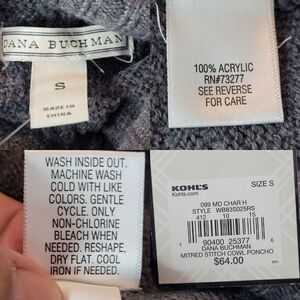 DANA BUCHMAN
S
MADE IN
CHINA
100% ACRYLIC
RN#73277
SEE REVERSE
FOR CARE
WASH INSIDE OUT.
MACHINE WASH
COLD WITH LIKE
COLORS. GENTLE
CYCLE. ONLY
NON-CHLORINE
BLEACH WHEN
NEEDED. RESHAPE,
DRY FLAT. COOL
IRON IF NEEDED.
KOHL'S
Kohls.com
SIZE S
099 MD CHAR H
STYLE WB83S025RS
412 10 15
1 90400 25377 6
DANA BUCHMAN
MITRED STITCH COWL PONCHO
$64.00